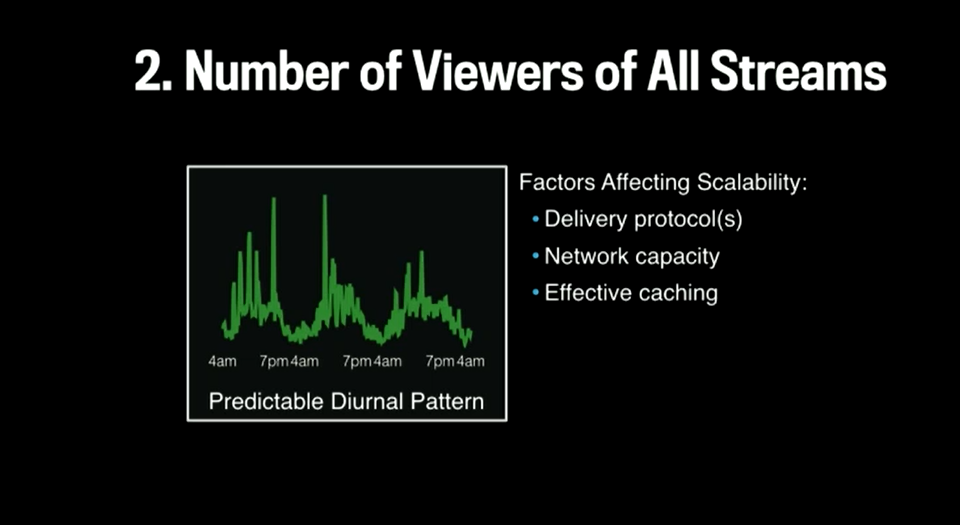 2. Number of Viewers of All Streams
Factors Affecting Scalability:
• Delivery protocol(s)
• Network capacity
• Effective caching
4am 7pm 4am 7pm 4am 7pm 4am
Predictable Diurnal Pattern